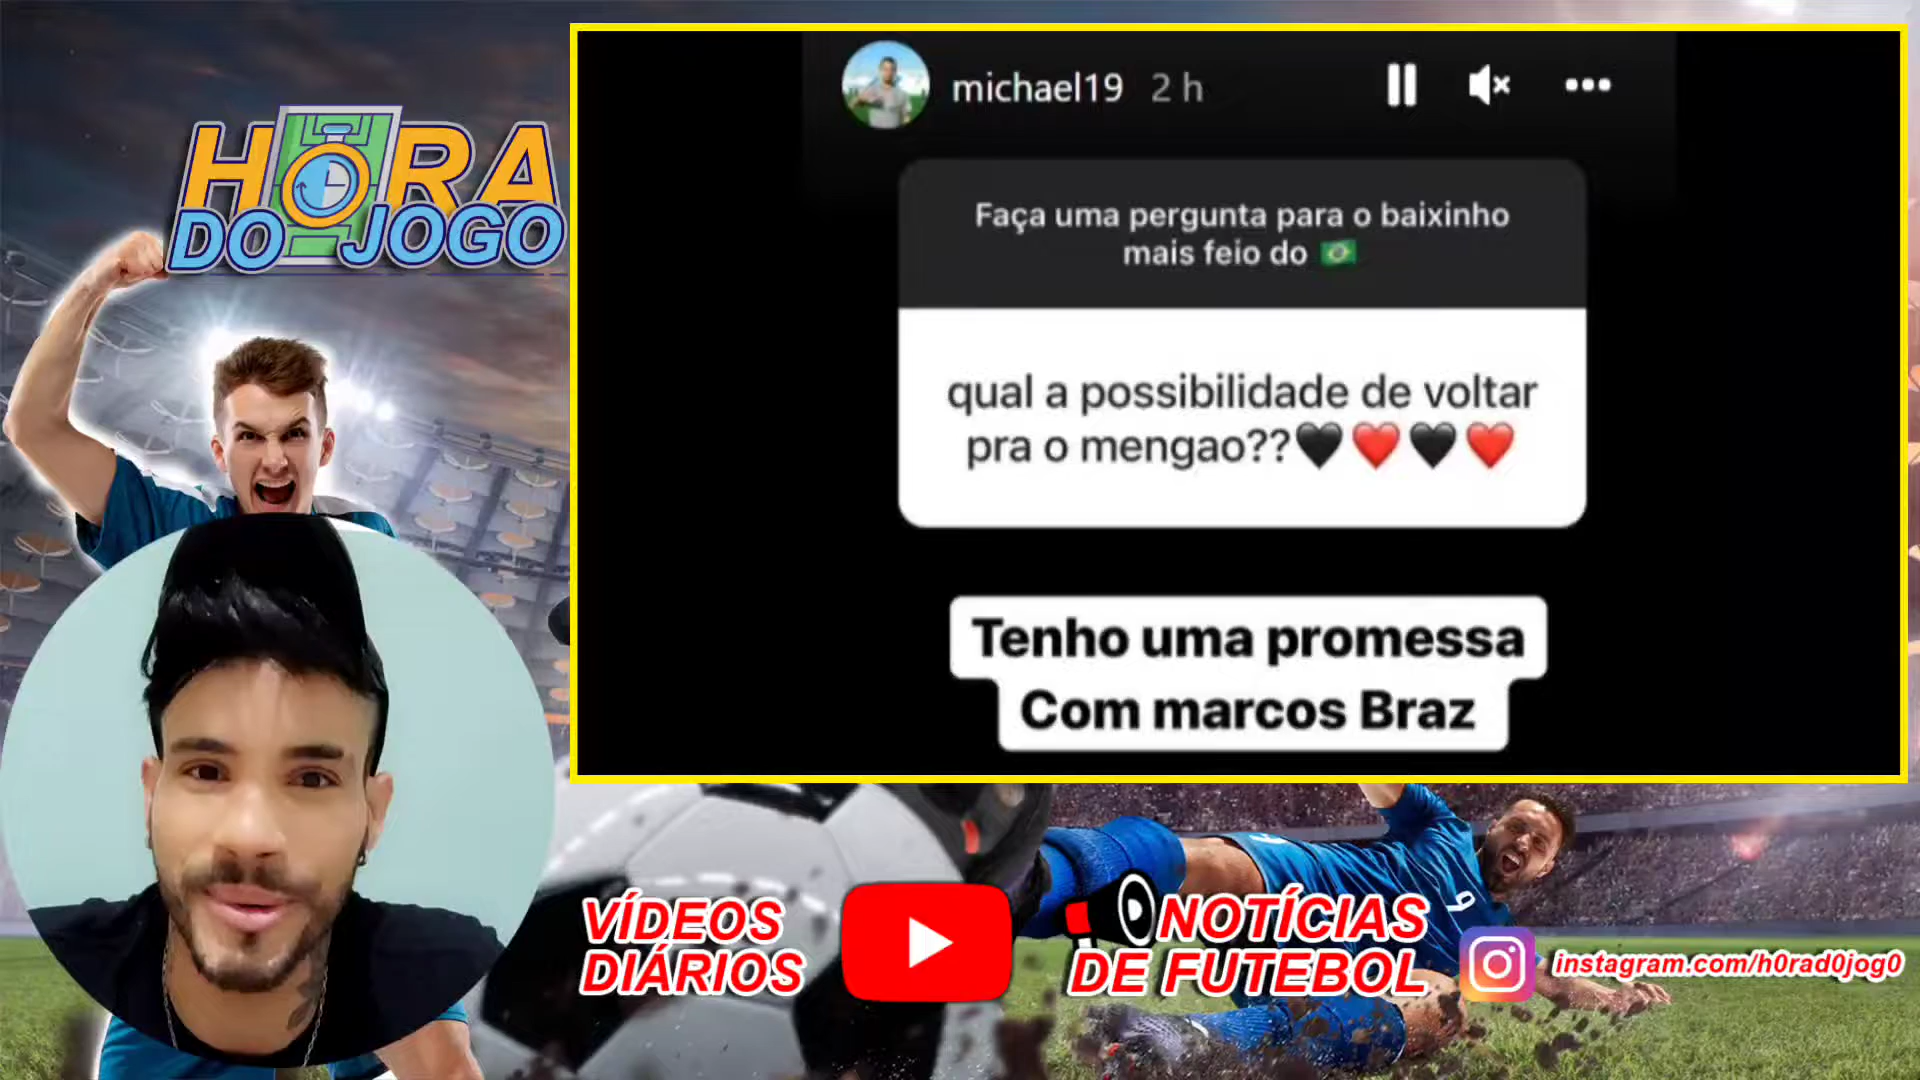 HORA
DO JOGO
michael19 2 h
Faça uma pergunta para o baixinho
mais feio do 🇧🇷
qual a possibilidade de voltar
pra o mengao??🖤❤️🖤❤️
Tenho uma promessa
Com marcos Braz
VÍDEOS
DIÁRIOS
NOTÍCIAS
DE FUTEBOL
instagram.com/h0rad0jog0
9